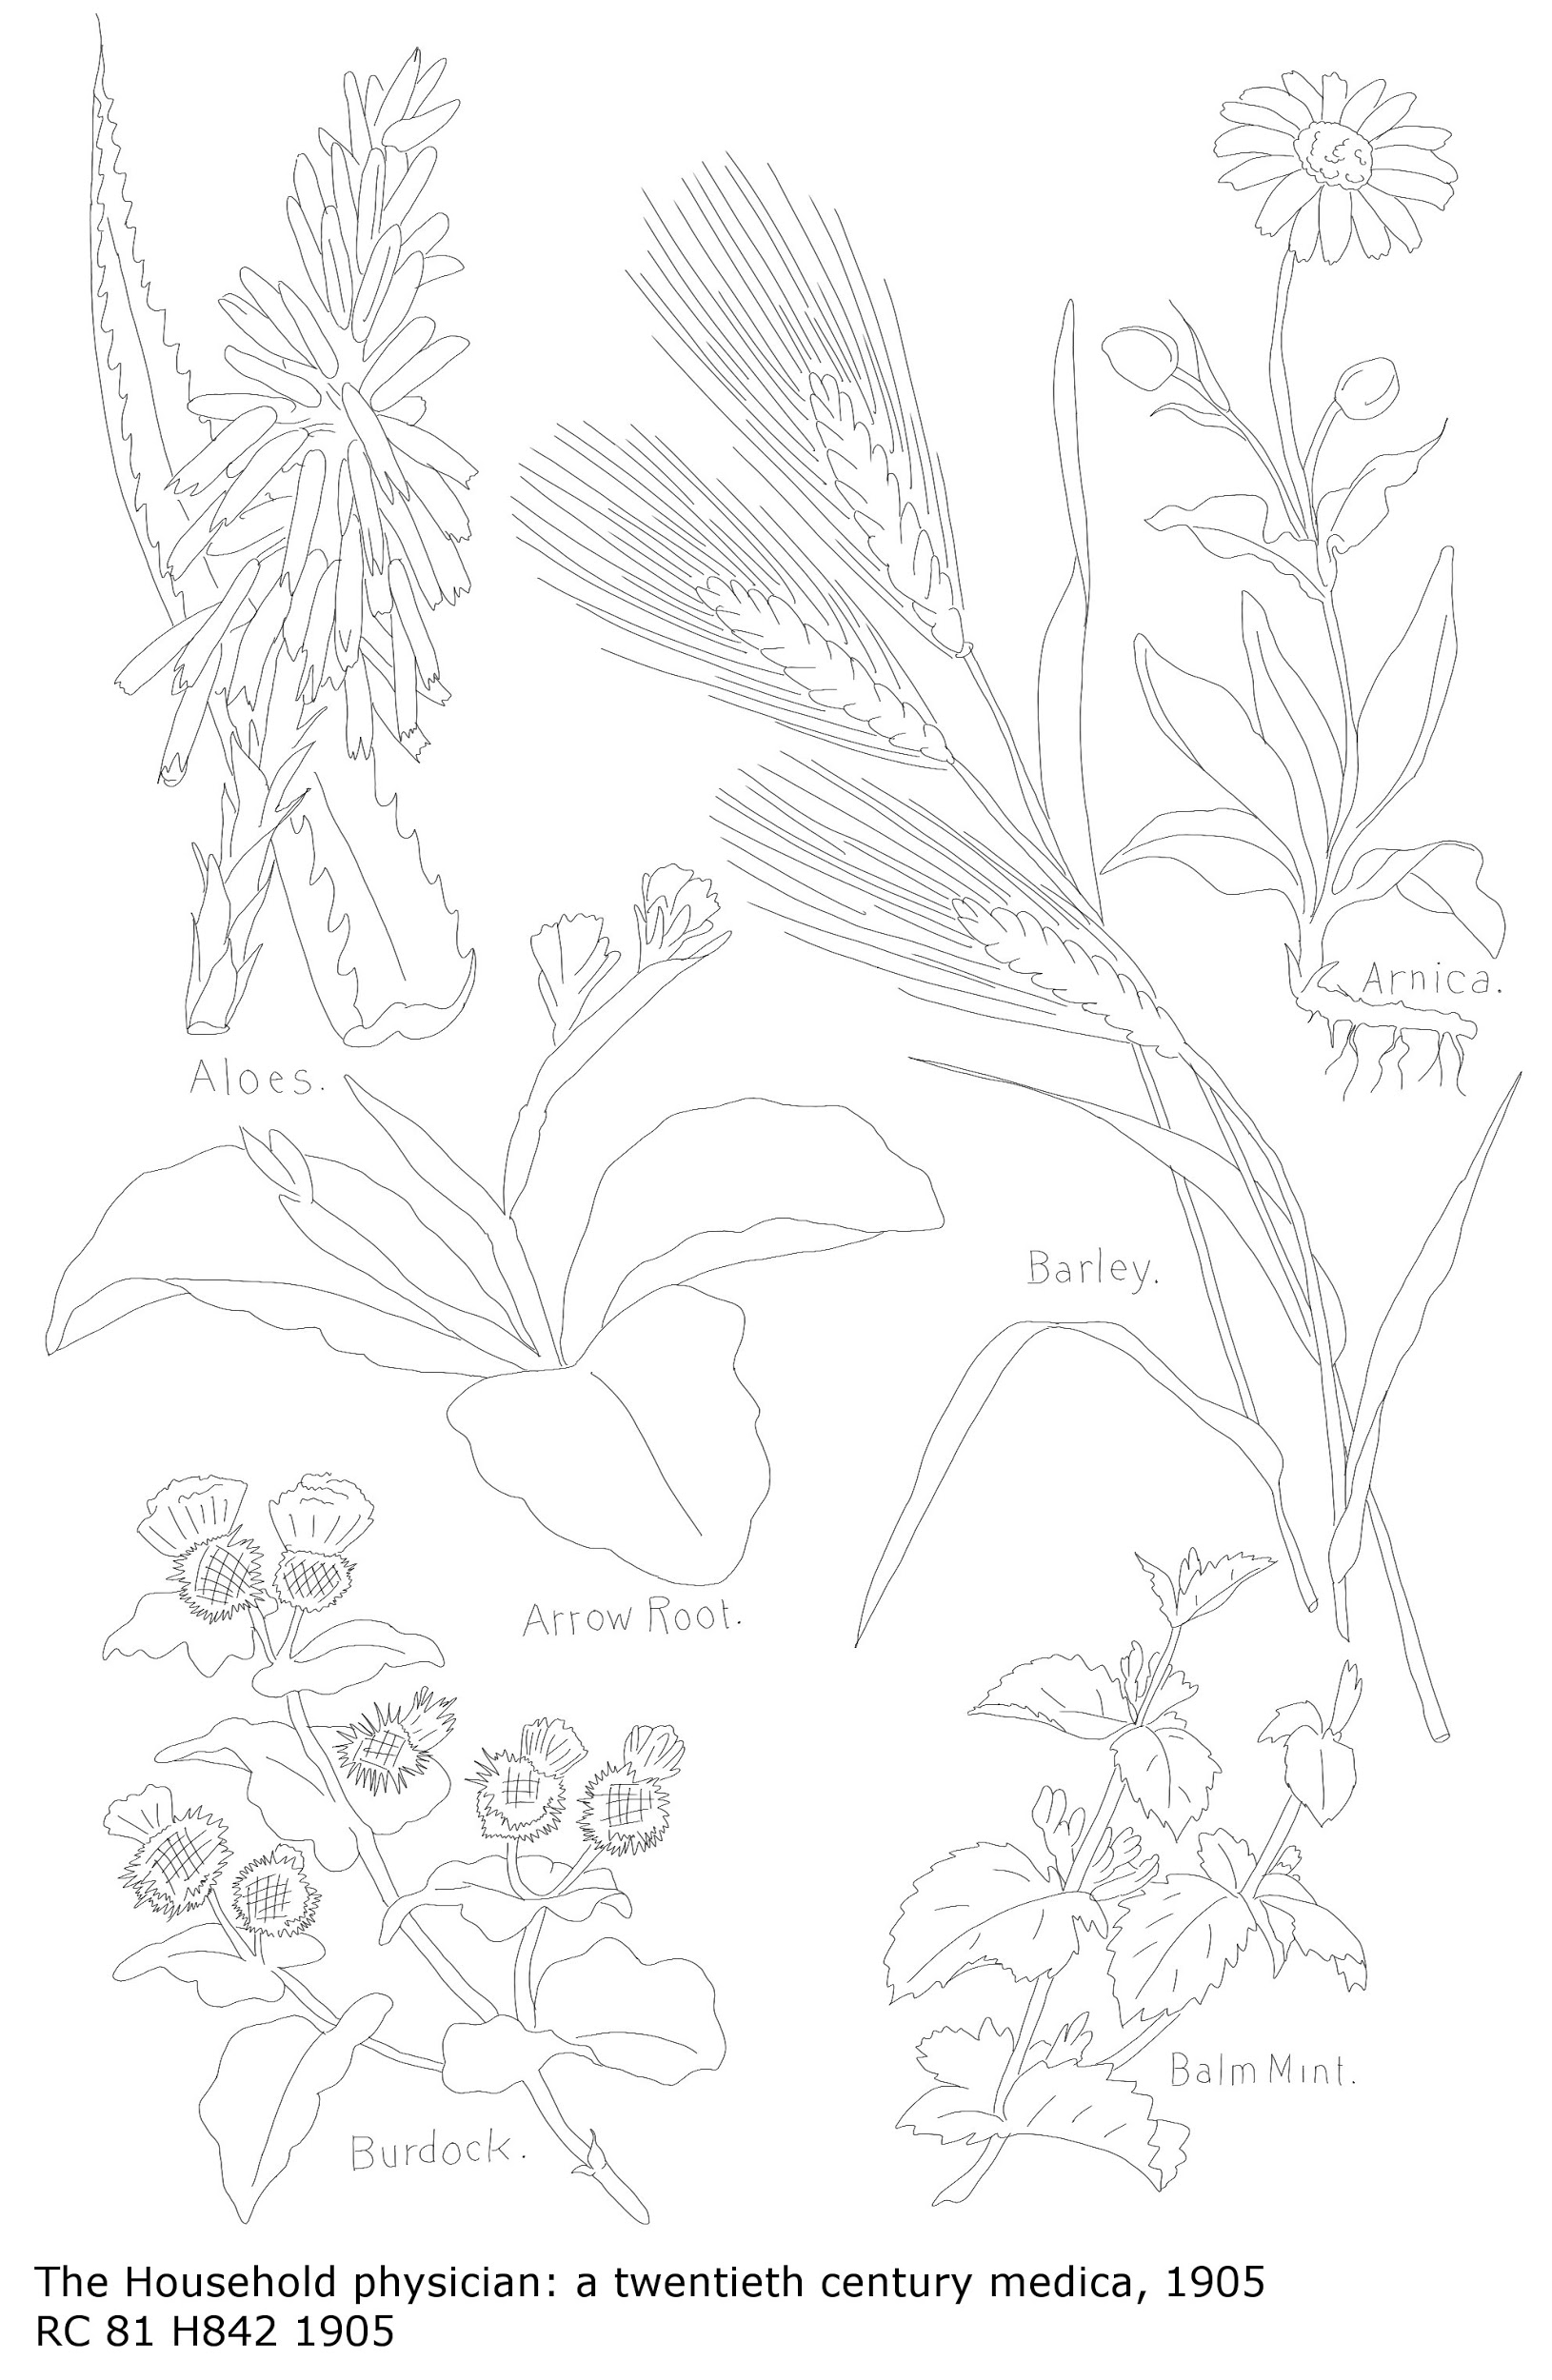 Arnica.
Aloes.
Barley.
Arrow Root.
Balm Mint.
Burdock.
The Household physician: a twentieth century medica, 1905
RC 81 H842 1905